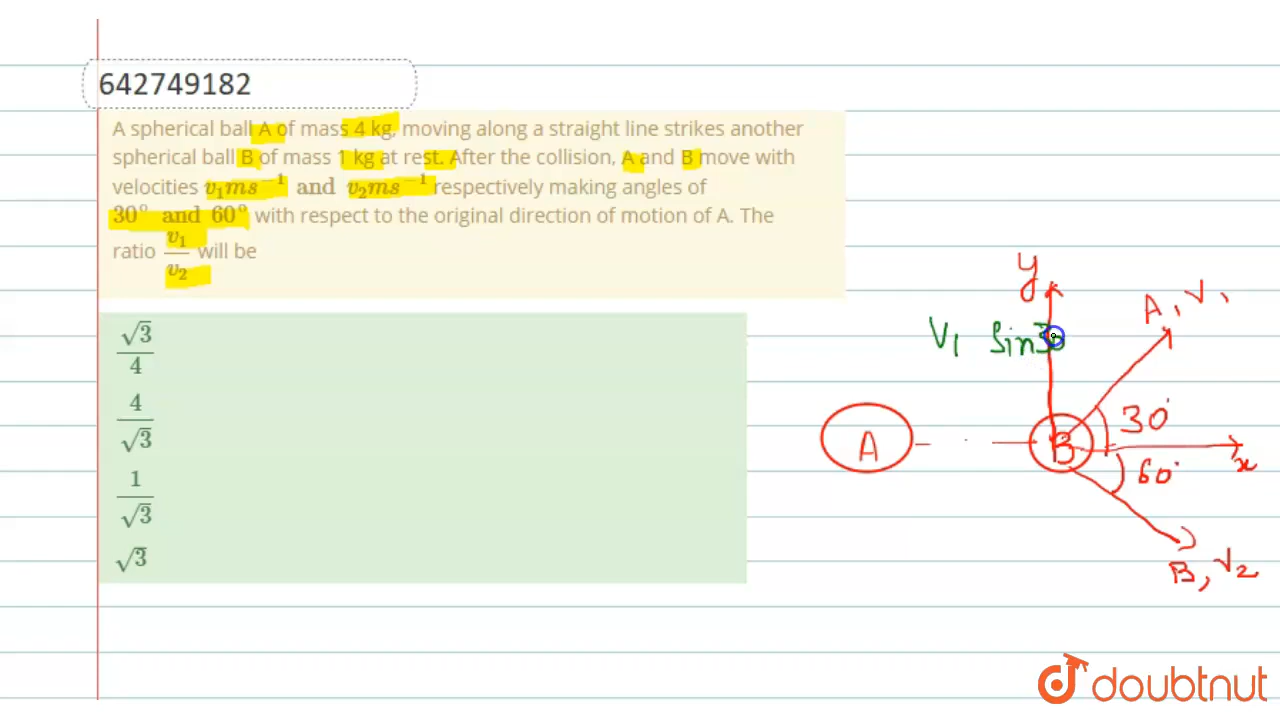 642749182
A spherical ball A of mass 4 kg, moving along a straight line strikes another
spherical ball B of mass 1 kg at rest. After the collision, A and B move with
velocities v₁ms⁻¹ and v₂ms⁻¹ respectively making angles of
30° and 60° with respect to the original direction of motion of A. The
ratio v₁/v₂ will be
√3/4
4/√3
1/√3
√3
y
A, V₁
V₁ Sin30
A
B
30°
x
60°
B, V₂
doubtnut